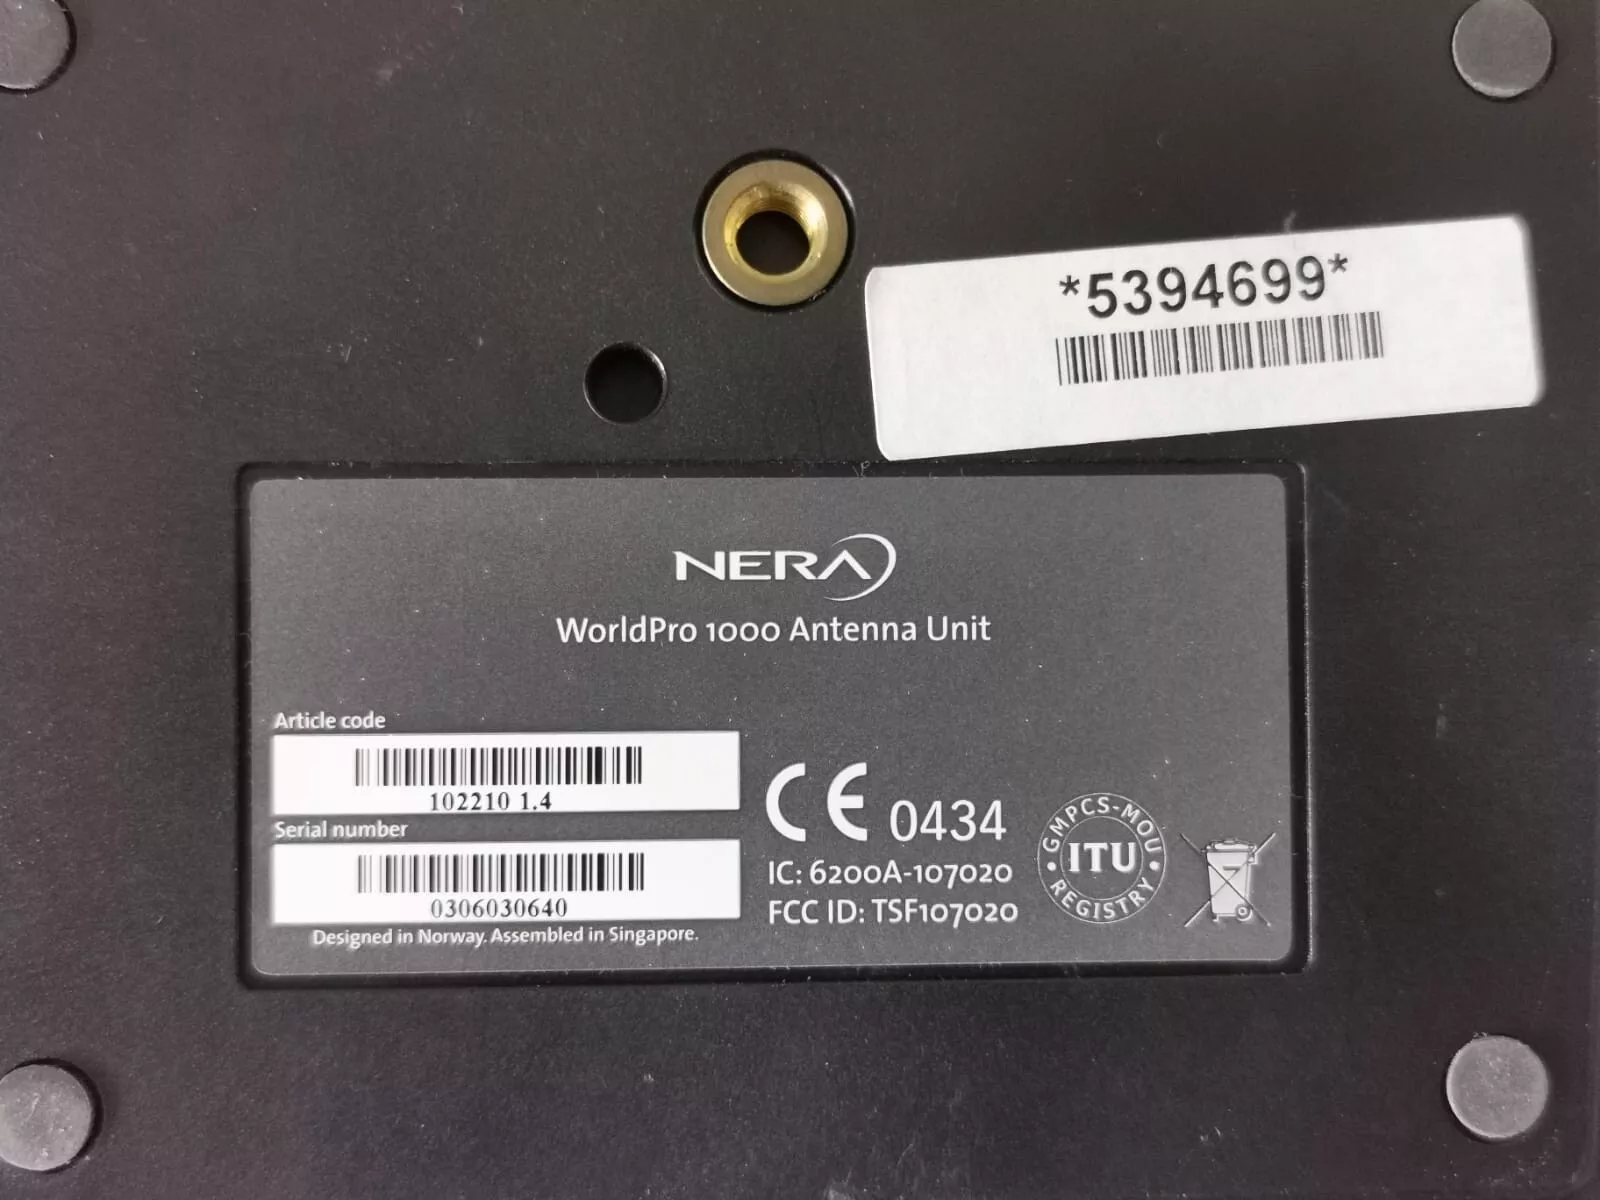 *5394699*
NERA
WorldPro 1000 Antenna Unit
Article code
102210 1.4
Serial number
0306030640
Designed in Norway. Assembled in Singapore.
CE 0434
IC: 6200A-107020
FCC ID: TSF107020
GMPCS-MOU
ITU
REGISTRY